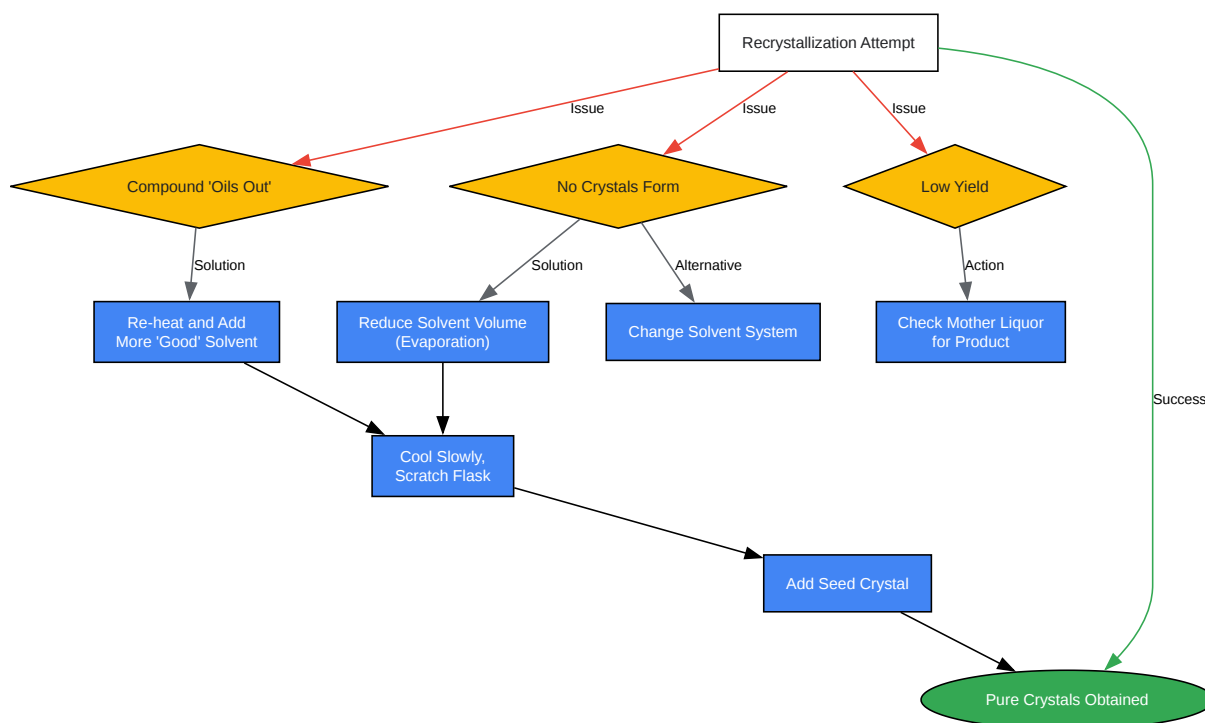 Recrystallization Attempt
Issue
Issue
Issue
Compound 'Oils Out'
No Crystals Form
Low Yield
Solution
Solution
Alternative
Action
Re-heat and Add
More 'Good' Solvent
Reduce Solvent Volume
(Evaporation)
Change Solvent System
Check Mother Liquor
for Product
Success
Cool Slowly,
Scratch Flask
Add Seed Crystal
Pure Crystals Obtained